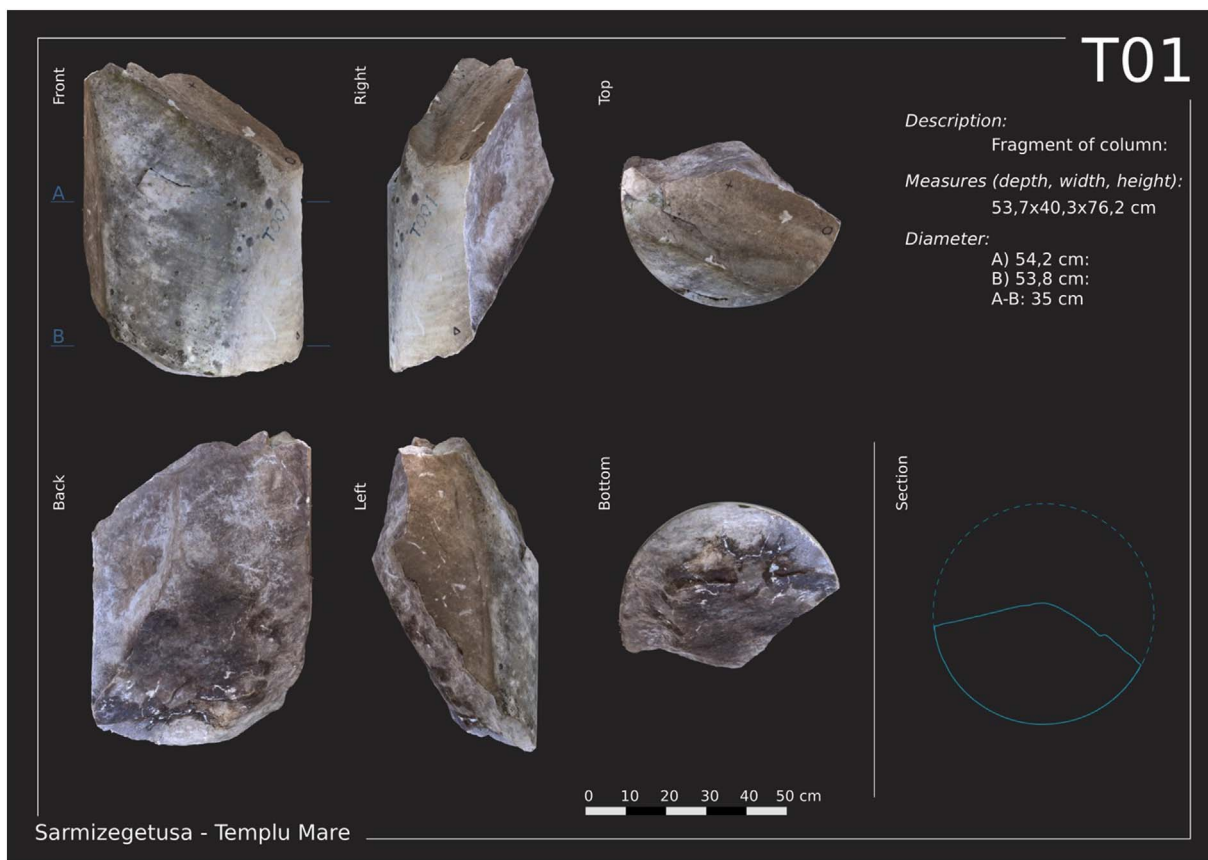 T01
Front
Right
Top
A
B
Description:
Fragment of column:
Measures (depth, width, height):
53,7x40,3x76,2 cm
Diameter:
A) 54,2 cm:
B) 53,8 cm:
A-B: 35 cm
Back
Left
Bottom
Section
0 10 20 30 40 50 cm
Sarmizegetusa - Templu Mare